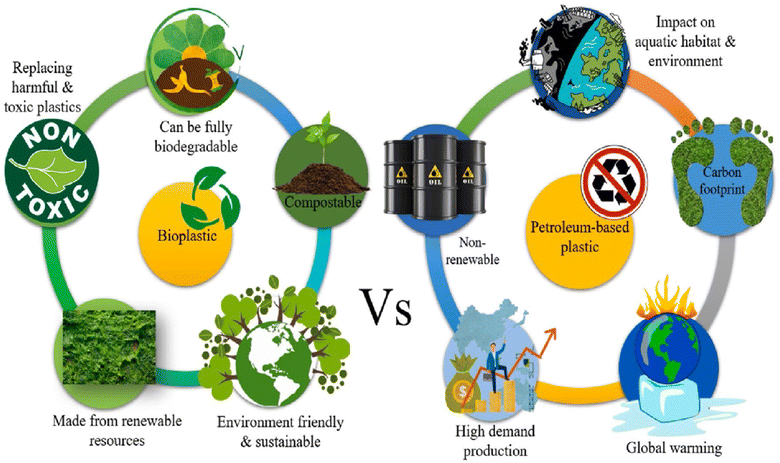 Replacing
harmful &
toxic plastics
NON
TOXIC
Can be fully
biodegradable
Compostable
Bioplastic
Made from renewable
resources
Environment friendly
& sustainable
Vs
Impact on
aquatic habitat &
environment
OIL
OIL
OIL
Non-
renewable
Petroleum-based
plastic
Carbon
footprint
$
High demand
production
Global warming